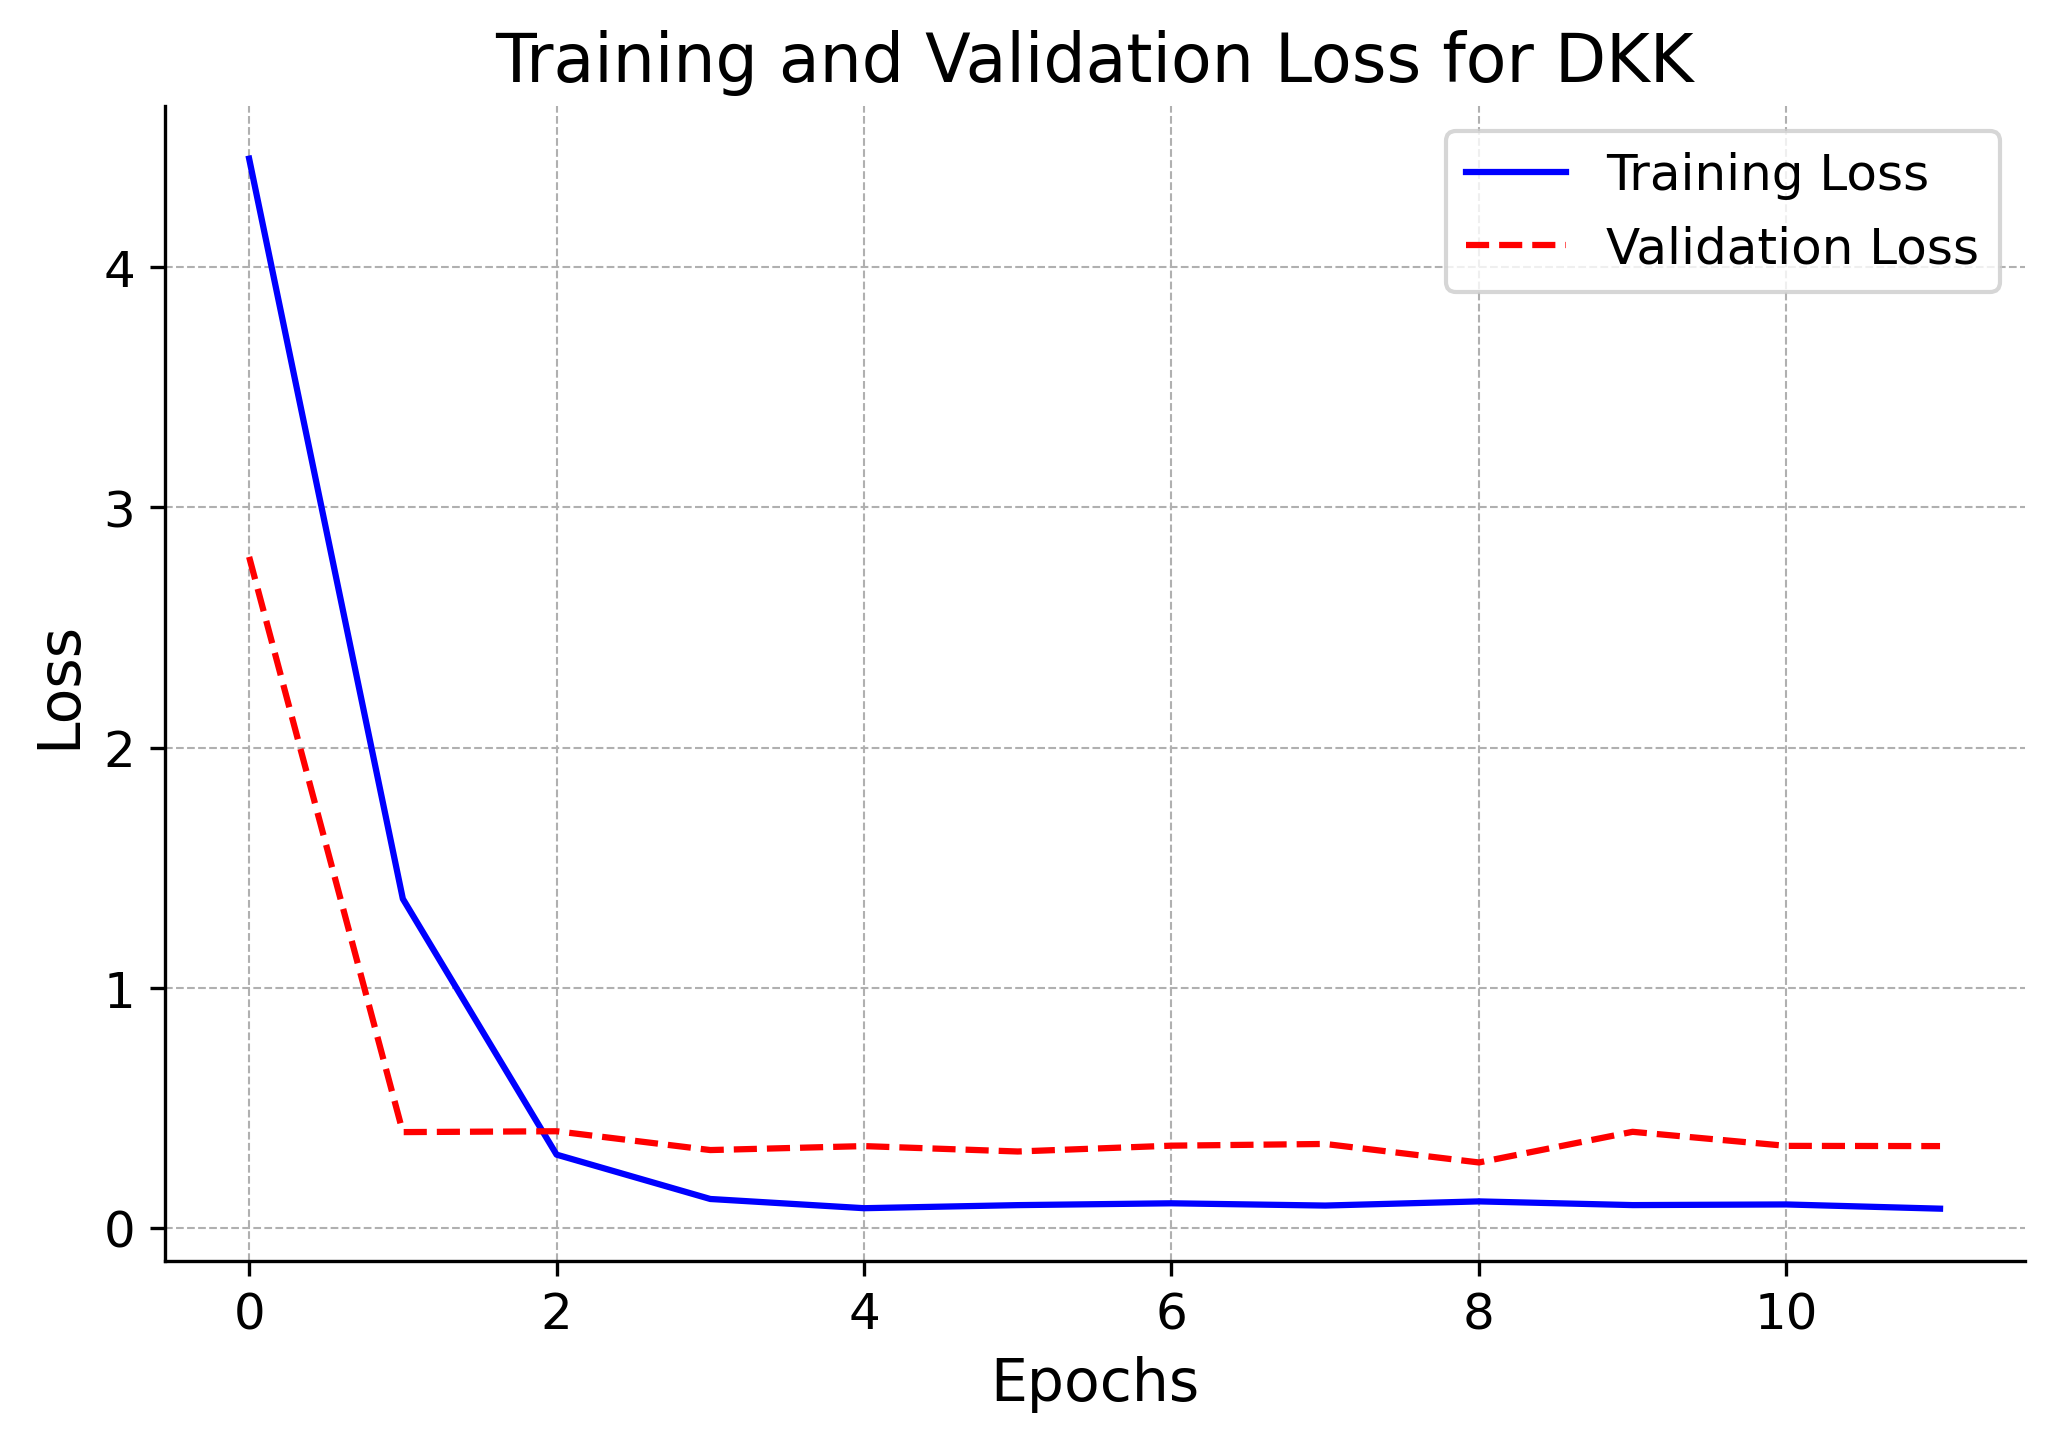 Training and Validation Loss for DKK
Training Loss
Validation Loss
4
3
2
1
0
Loss
0 2 4 6 8 10
Epochs